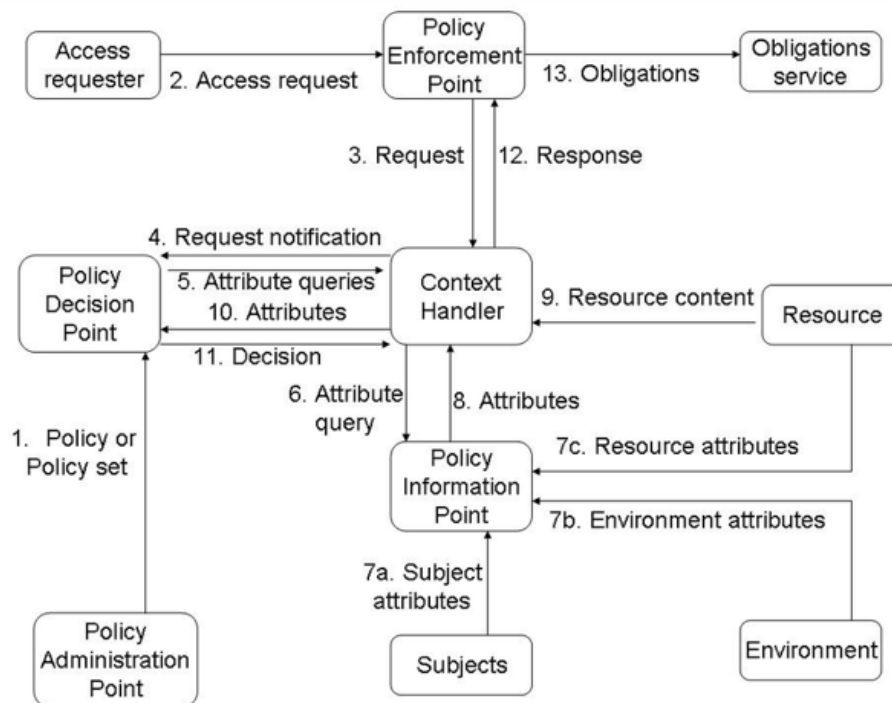 Access
requester
2. Access request
Policy
Enforcement
Point
13. Obligations
Obligations
service
3. Request
12. Response
4. Request notification
5. Attribute queries
10. Attributes
11. Decision
Policy
Decision
Point
Context
Handler
9. Resource content
Resource
6. Attribute
query
8. Attributes
1. Policy or
Policy set
7c. Resource attributes
Policy
Information
Point
7b. Environment attributes
7a. Subject
attributes
Policy
Administration
Point
Subjects
Environment